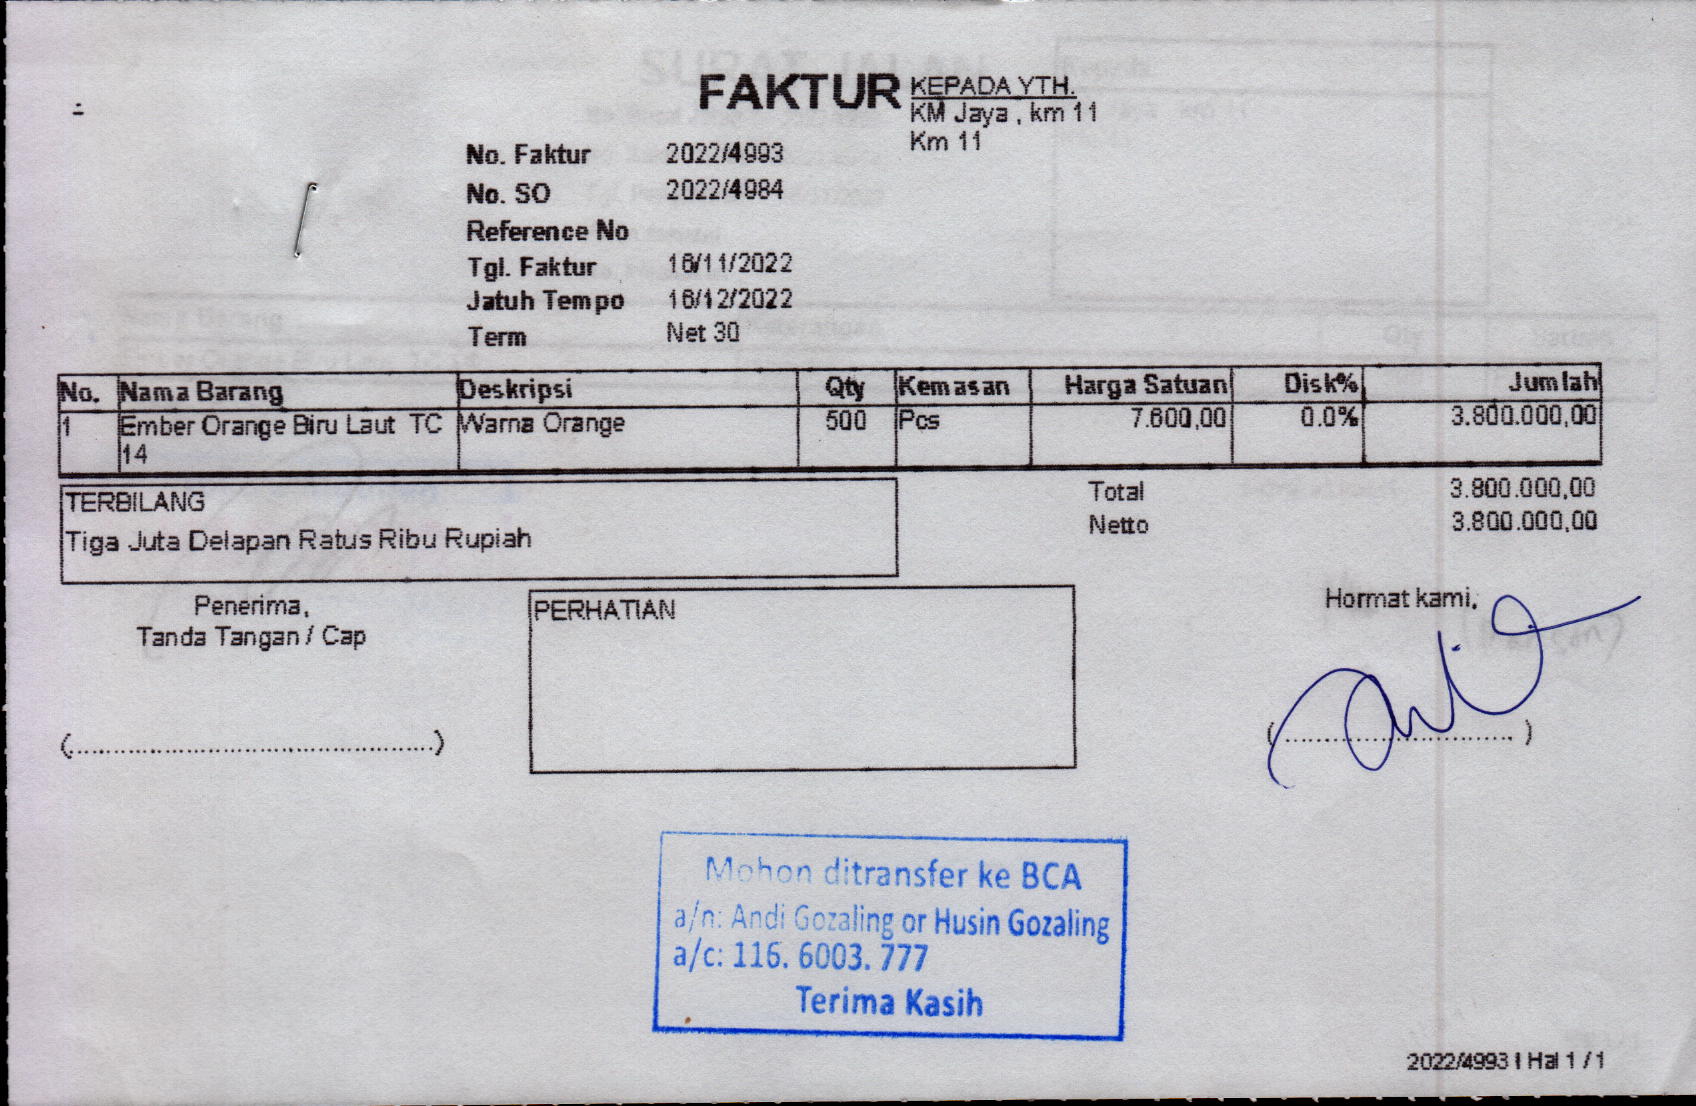 FAKTUR
KEPADA YTH.
KM Jaya , km 11
Km 11
No. Faktur 2022/4993
No. SO 2022/4984
Reference No
Tgl. Faktur 16/11/2022
Jatuh Tempo 16/12/2022
Term Net 30
No. Nama Barang Deskripsi Qty Kemasan Harga Satuan Disk% Jumlah
1 Ember Orange Biru Laut TC Warna Orange 500 Pcs 7.600,00 0.0% 3.800.000,00
14
TERBILANG
Tiga Juta Delapan Ratus Ribu Rupiah
Total 3.800.000,00
Netto 3.800.000,00
Penerima,
Tanda Tangan / Cap
PERHATIAN
Hormat kami,
Mohon ditransfer ke BCA
a/n: Andi Gozaling or Husin Gozaling
a/c: 116. 6003. 777
Terima Kasih
2022/4993 I Hal 1 / 1